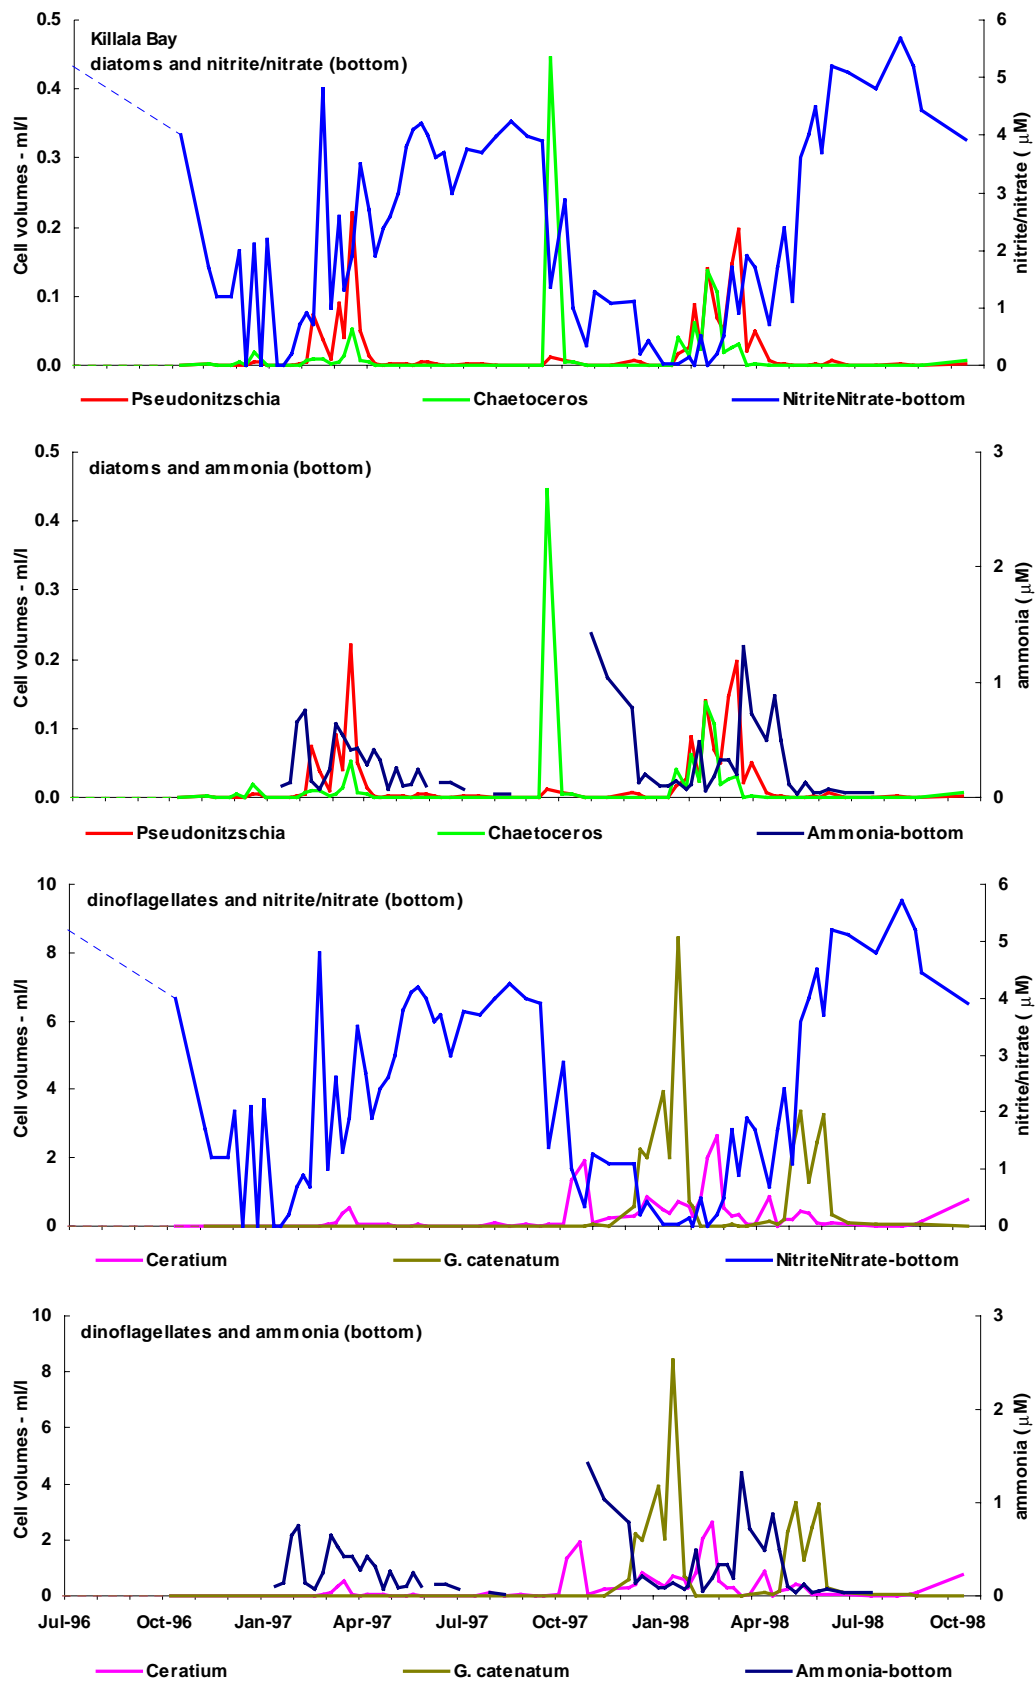 Killala Bay
diatoms and nitrite/nitrate (bottom)
0.5
0.4
0.3
0.2
0.1
0.0
Cell volumes - ml/l
6
5
4
3
2
1
0
nitrite/nitrate ( µM)
Pseudonitzschia Chaetoceros NitriteNitrate-bottom
diatoms and ammonia (bottom)
0.5
0.4
0.3
0.2
0.1
0.0
Cell volumes - ml/l
3
2
1
0
ammonia ( µM)
Pseudonitzschia Chaetoceros Ammonia-bottom
dinoflagellates and nitrite/nitrate (bottom)
10
8
6
4
2
0
Cell volumes - ml/l
6
5
4
3
2
1
0
nitrite/nitrate ( µM)
Ceratium G. catenatum NitriteNitrate-bottom
dinoflagellates and ammonia (bottom)
10
8
6
4
2
0
Cell volumes - ml/l
3
2
1
0
ammonia ( µM)
Jul-96 Oct-96 Jan-97 Apr-97 Jul-97 Oct-97 Jan-98 Apr-98 Jul-98 Oct-98
Ceratium G. catenatum Ammonia-bottom